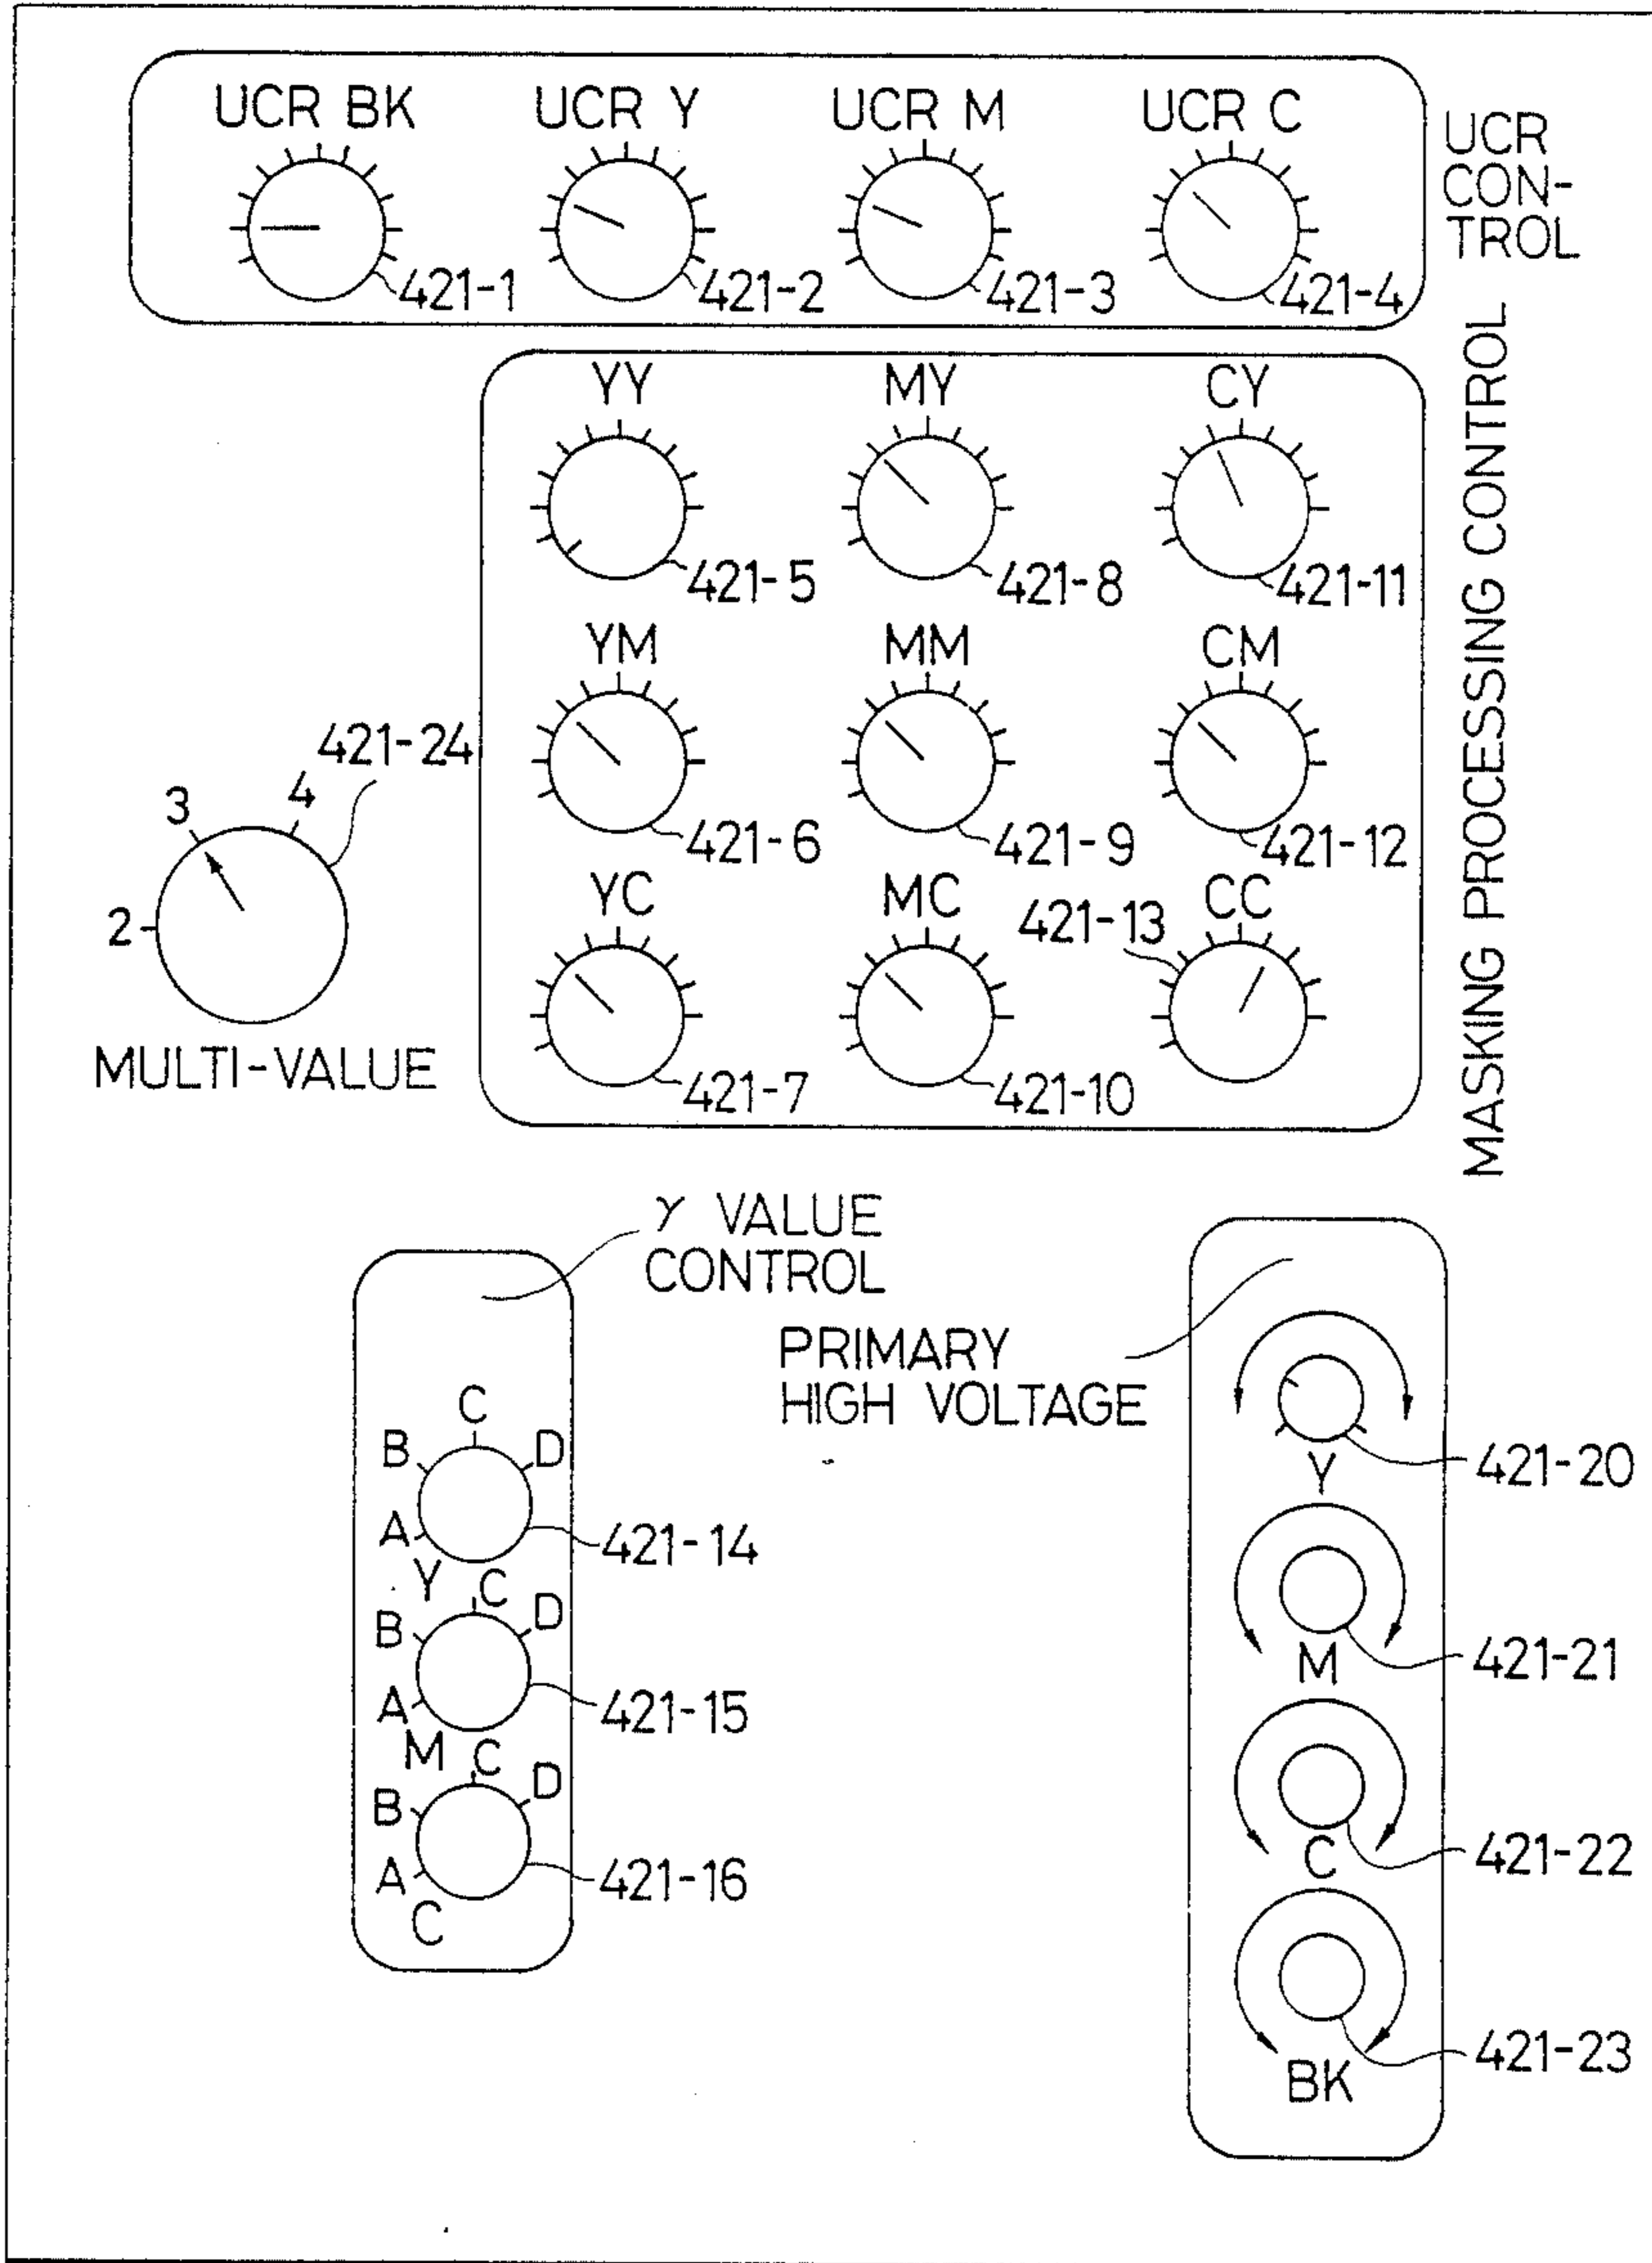 UCR BK
UCR Y
UCR M
UCR C
UCR
CON-
TROL
421-1
421-2
421-3
421-4
MASKING PROCESSING CONTROL
YY
MY
CY
421-5
421-8
421-11
YM
MM
CM
421-24
421-6
421-9
421-12
2
3
4
MULTI-VALUE
YC
MC
421-13
CC
421-7
421-10
γ VALUE
CONTROL
PRIMARY
HIGH VOLTAGE
A
B
C
D
Y
421-14
A
B
C
D
M
421-15
A
B
C
D
C
421-16
421-20
Y
421-21
M
421-22
C
421-23
BK